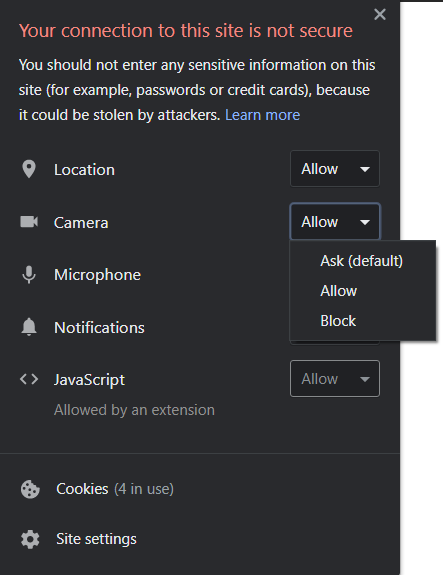 Your connection to this site is not secure
You should not enter any sensitive information on this
site (for example, passwords or credit cards), because
it could be stolen by attackers. Learn more
Location Allow
Camera Allow
Ask (default)
Microphone
Allow
Block
Notifications
JavaScript Allow
Allowed by an extension
Cookies (4 in use)
Site settings